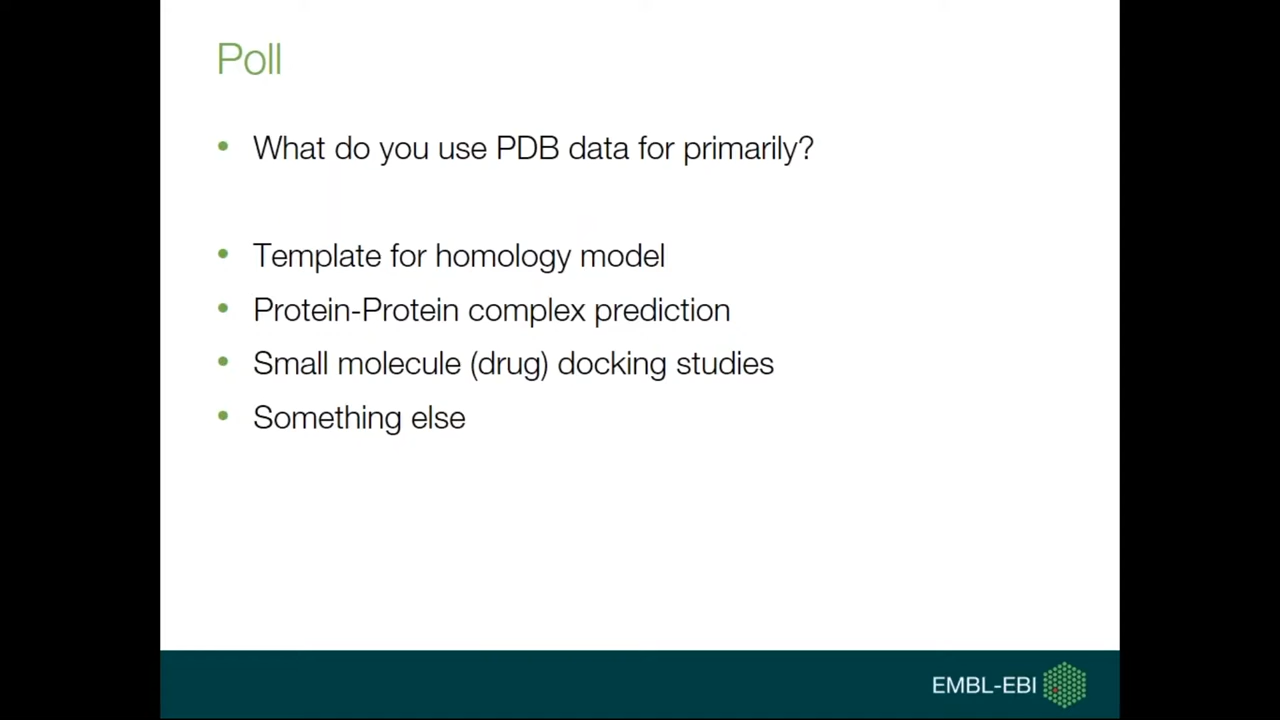 Poll
• What do you use PDB data for primarily?
• Template for homology model
• Protein-Protein complex prediction
• Small molecule (drug) docking studies
• Something else
EMBL-EBI